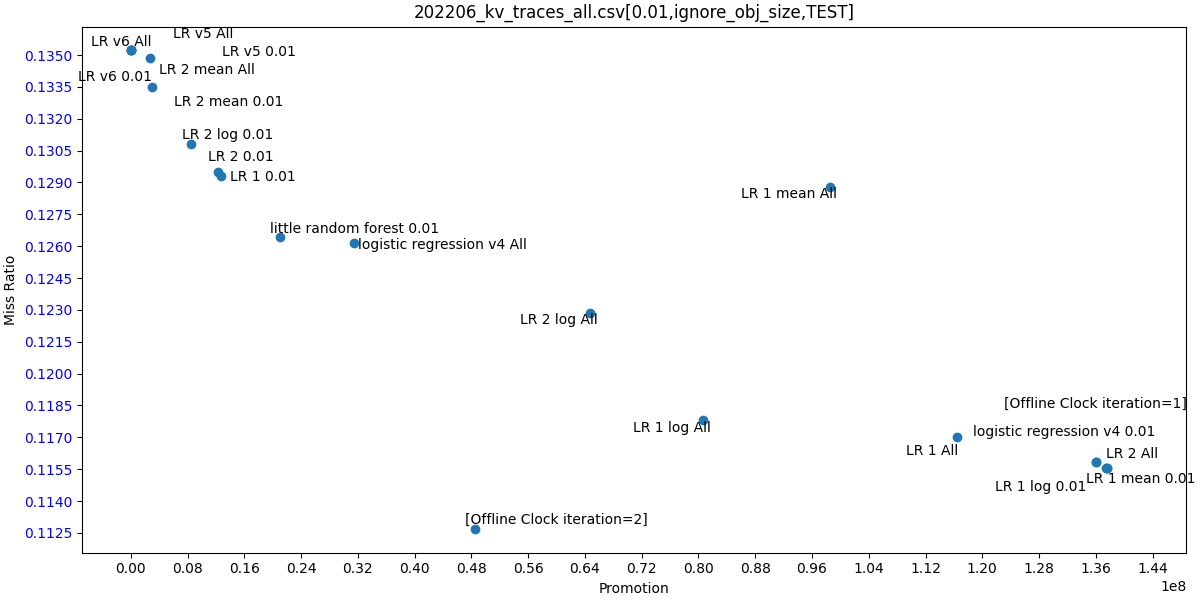 202206_kv_traces_all.csv[0.01,ignore_obj_size,TEST]
LR v5 All
LR v6 All
LR v5 0.01
LR 2 mean All
LR v6 0.01
LR 2 mean 0.01
LR 2 log 0.01
LR 2 0.01
LR 1 0.01
LR 1 mean All
little random forest 0.01
logistic regression v4 All
LR 2 log All
[Offline Clock iteration=1]
LR 1 log All
logistic regression v4 0.01
LR 1 All
LR 2 All
LR 1 mean 0.01
LR 1 log 0.01
[Offline Clock iteration=2]
Miss Ratio
0.1350
0.1335
0.1320
0.1305
0.1290
0.1275
0.1260
0.1245
0.1230
0.1215
0.1200
0.1185
0.1170
0.1155
0.1140
0.1125
0.00 0.08 0.16 0.24 0.32 0.40 0.48 0.56 0.64 0.72 0.80 0.88 0.96 1.04 1.12 1.20 1.28 1.36 1.44
1e8
Promotion